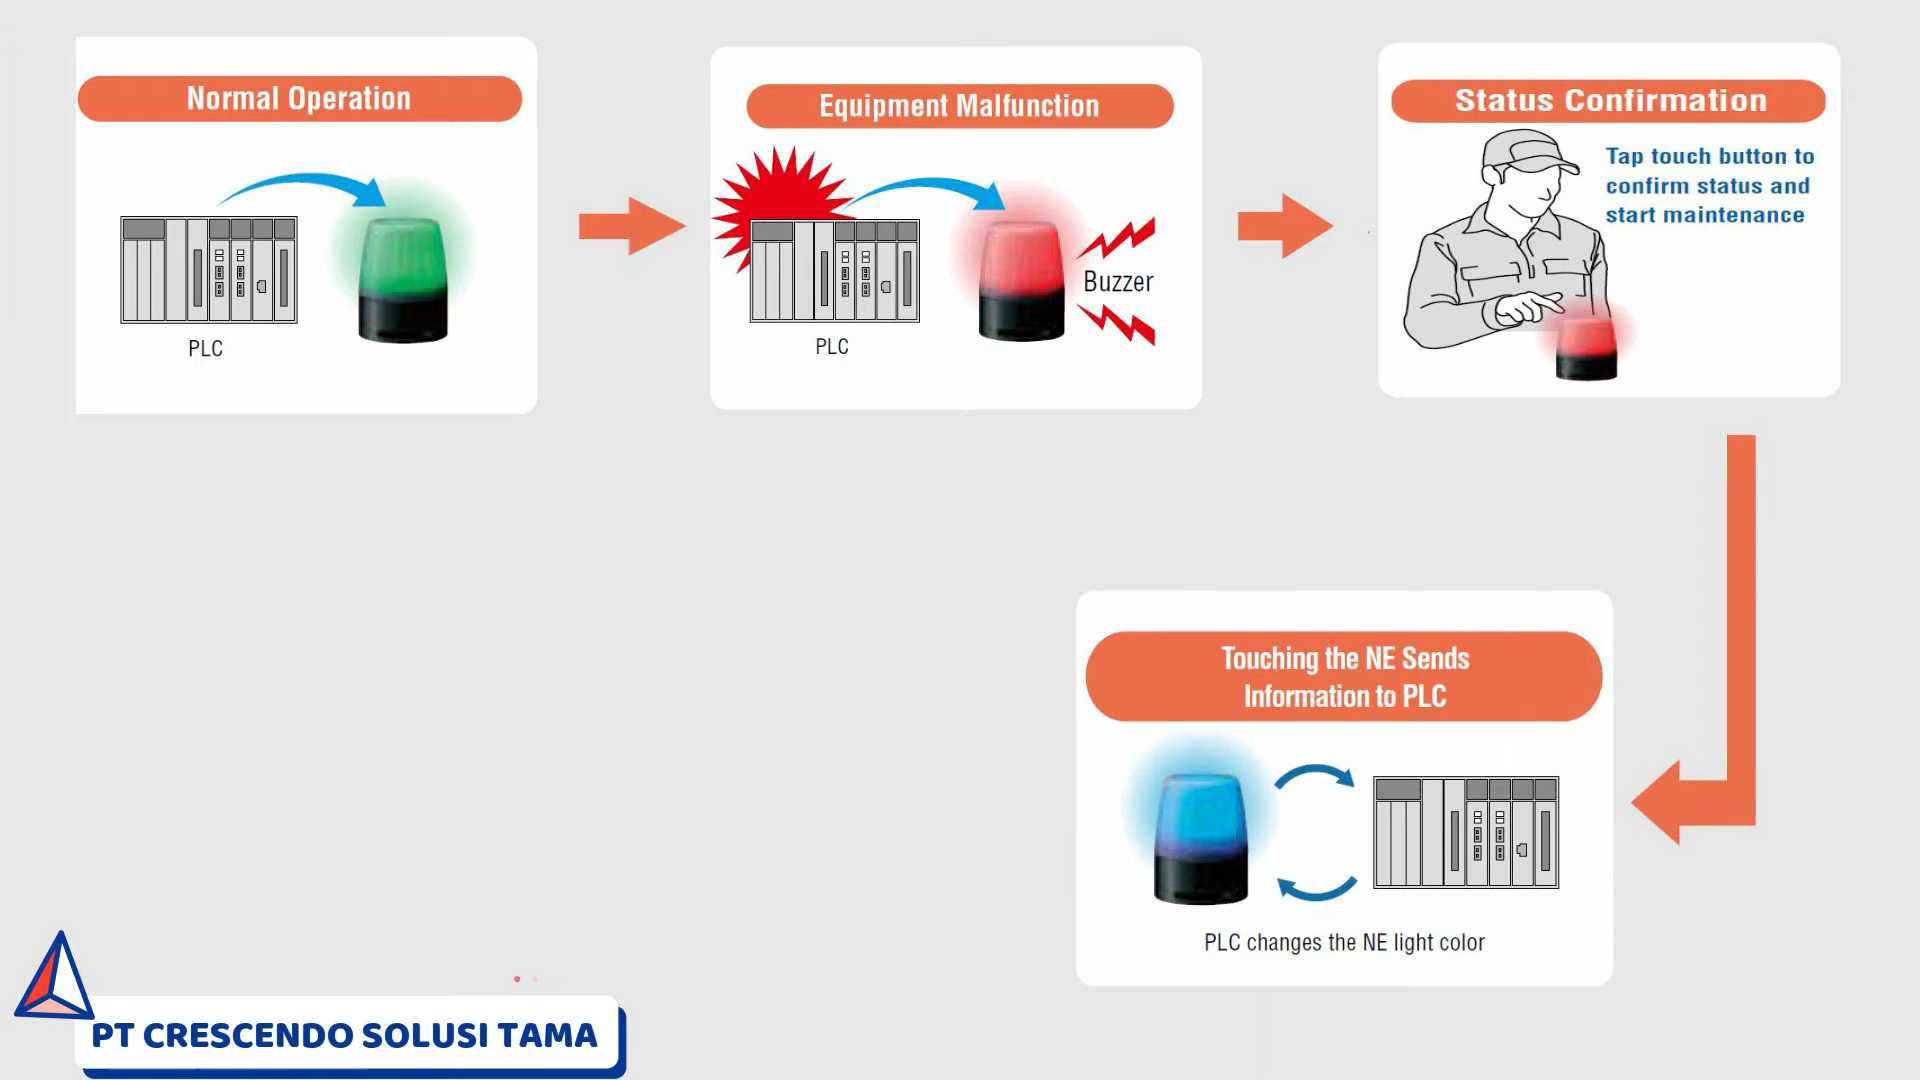 Normal Operation
PLC
Equipment Malfunction
Buzzer
PLC
Status Confirmation
Tap touch button to
confirm status and
start maintenance
Touching the NE Sends
Information to PLC
PLC changes the NE light color
PT CRESCENDO SOLUSI TAMA